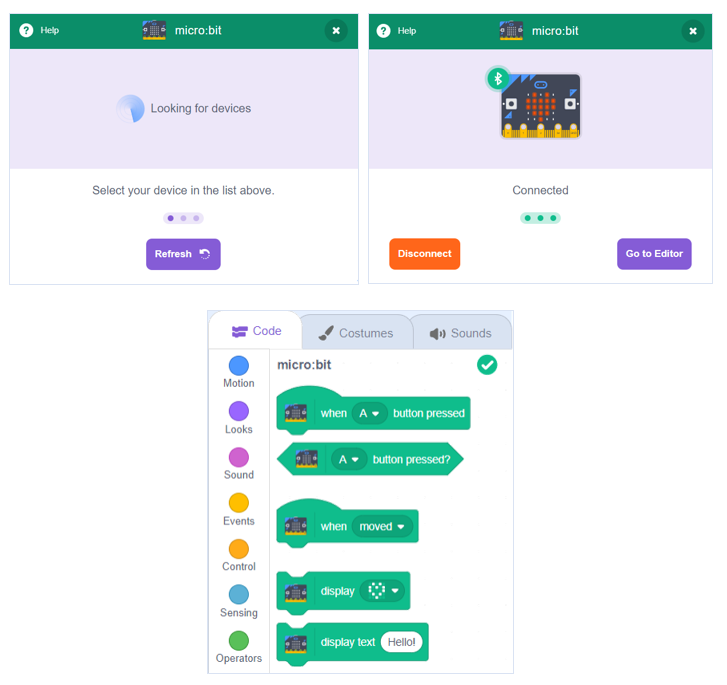 Help
micro:bit
Looking for devices
Select your device in the list above.
Refresh
Help
micro:bit
Connected
Disconnect
Go to Editor
Code
Costumes
Sounds
Motion
Looks
Sound
Events
Control
Sensing
Operators
micro:bit
when A button pressed
A button pressed?
when moved
display
display text Hello!